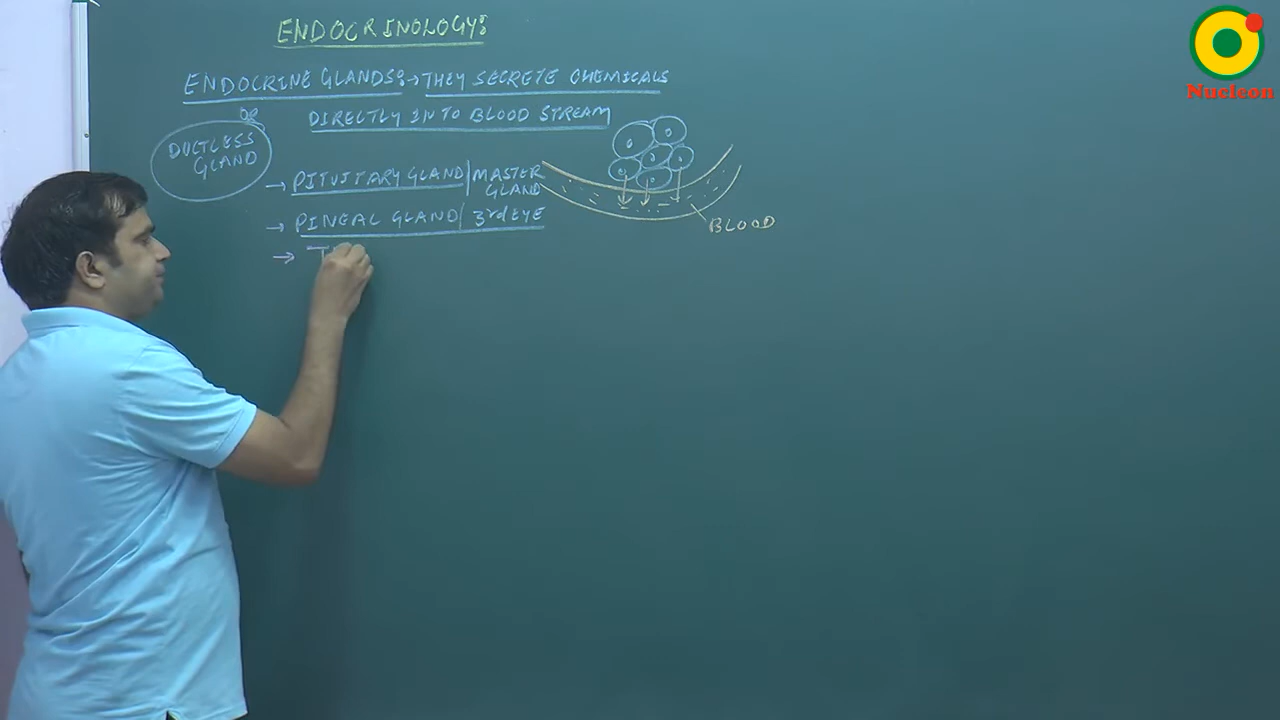 ENDOCRINOLOGY:
ENDOCRINE GLANDS:→ THEY SECRETE CHEMICALS
OR
DIRECTLY INTO BLOOD STREAM
DUCTLESS
GLAND
→ PITUITARY GLAND | MASTER
GLAND
→ PINEAL GLAND / 3rd EYE
→ T
BLOOD
Nucleon